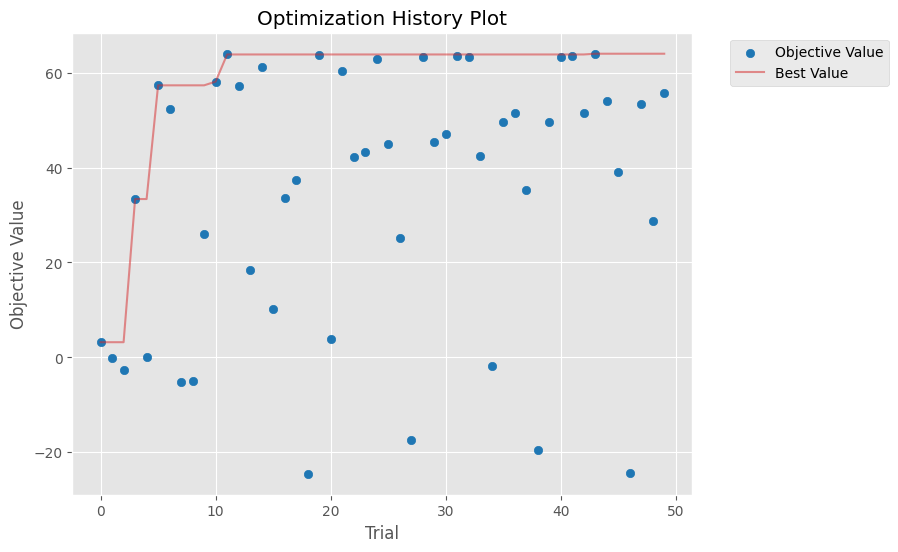 Optimization History Plot
Objective Value
Best Value
Objective Value
60
40
20
0
−20
0 10 20 30 40 50
Trial